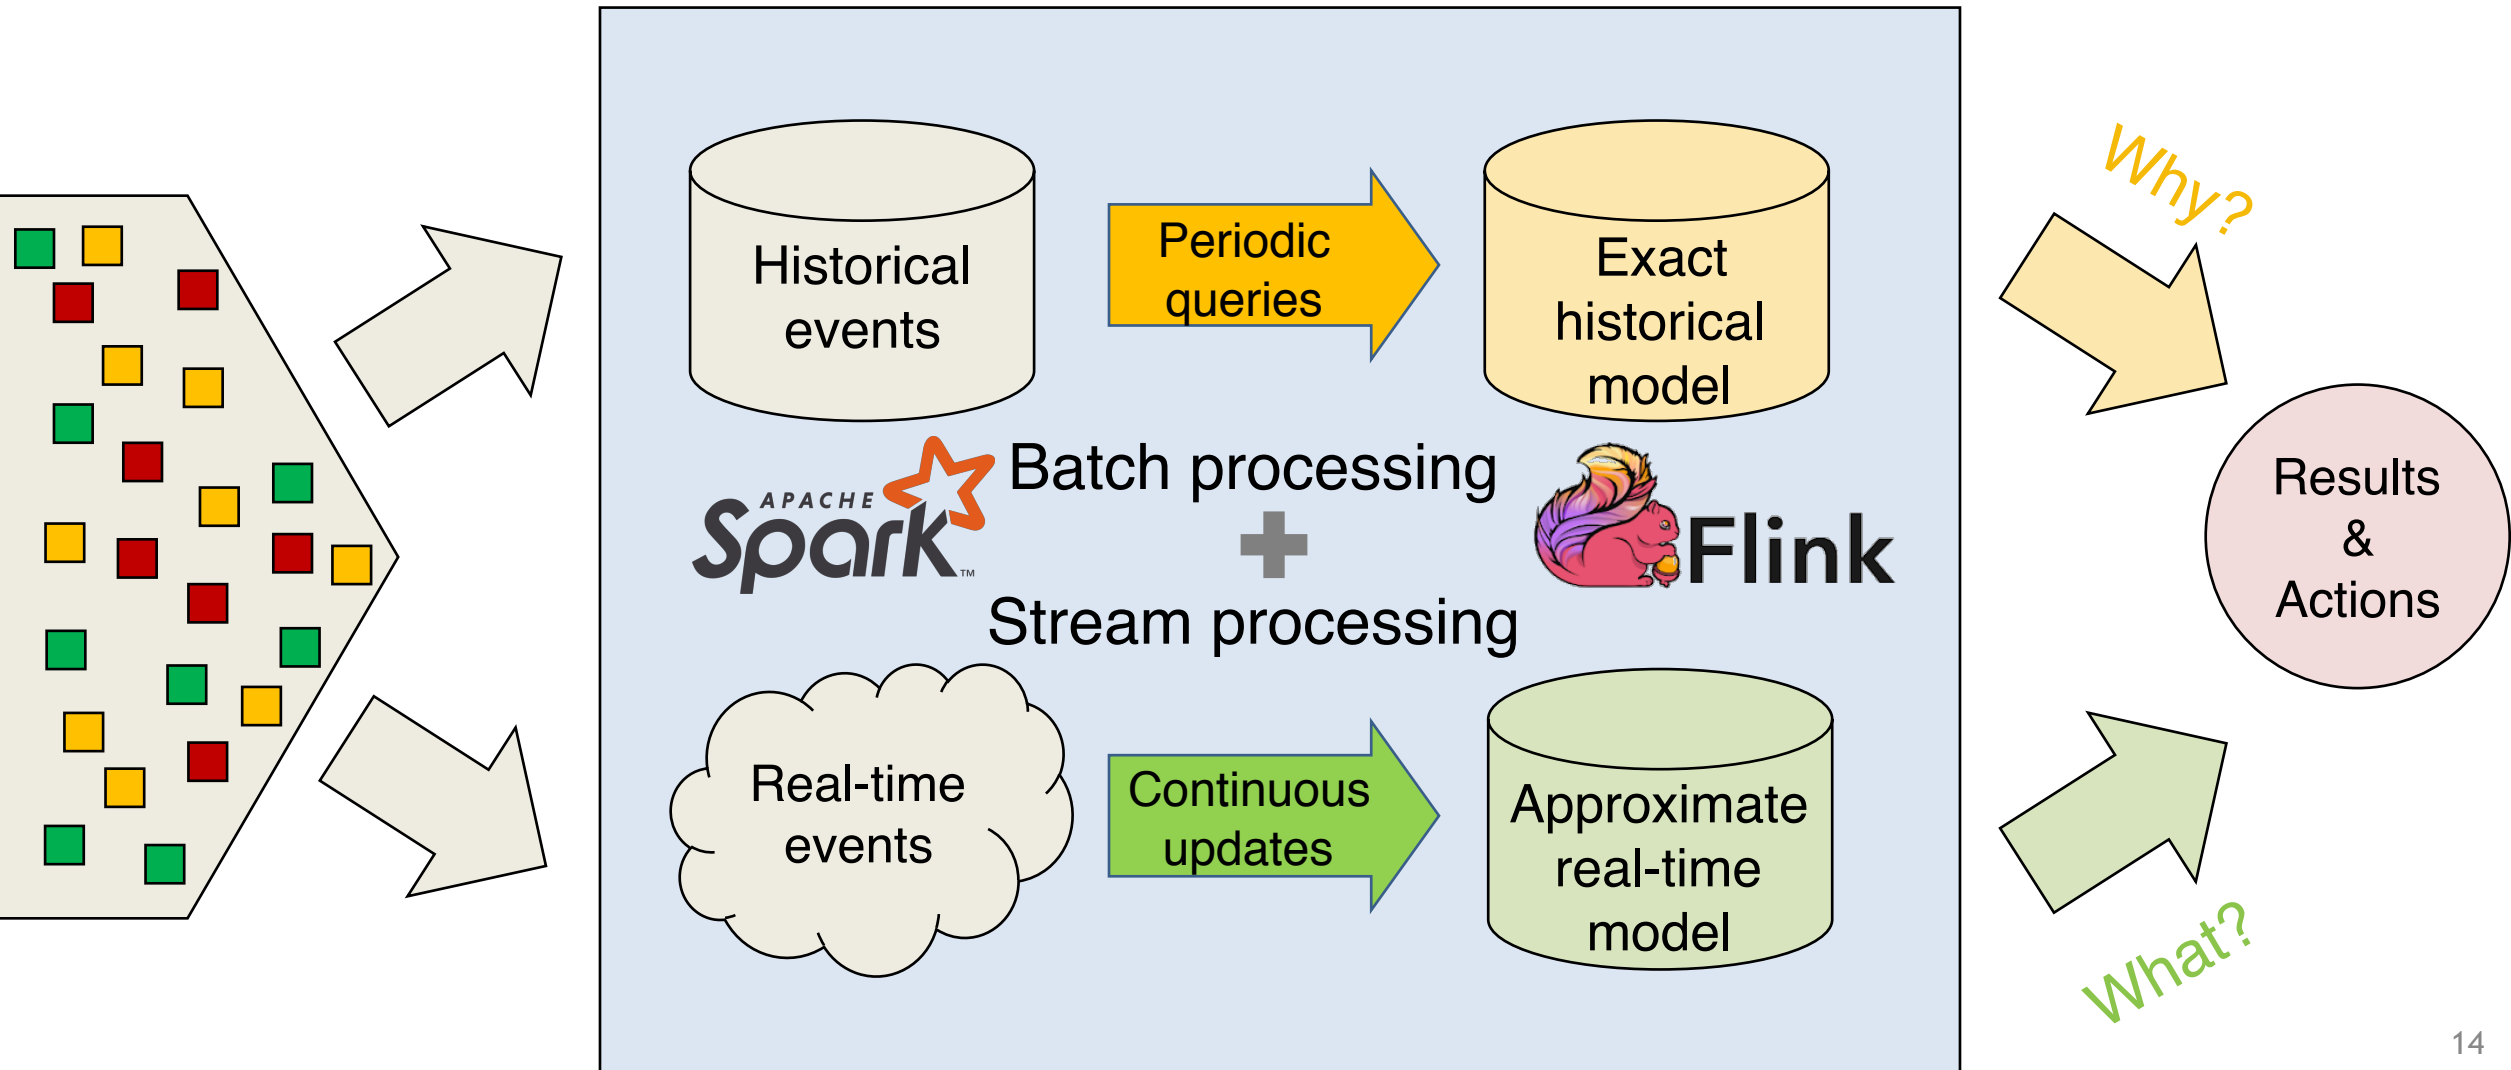 Historical
events
Periodic
queries
Exact
historical
model
Why?
APACHE
Spark™
Batch processing
Stream processing
Flink
Results
&
Actions
Real-time
events
Continuous
updates
Approximate
real-time
model
What?
14